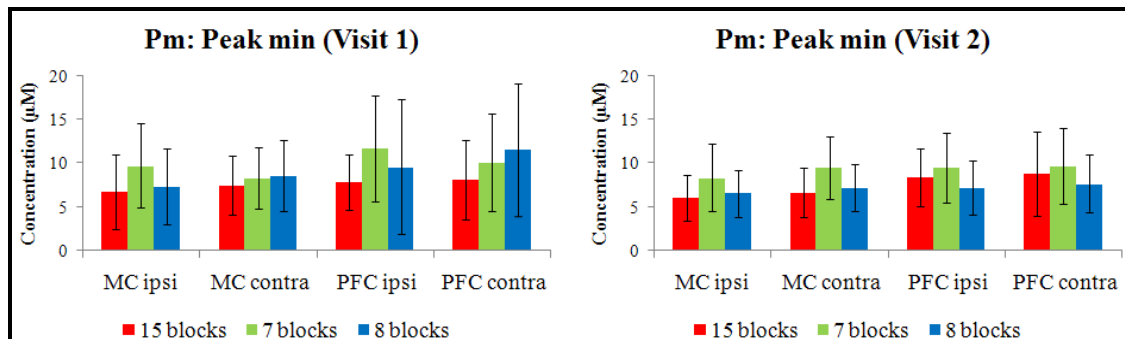 Pm: Peak min (Visit 1)
Concentration (µM)
20
15
10
5
0
MC ipsi MC contra PFC ipsi PFC contra
15 blocks 7 blocks 8 blocks
Pm: Peak min (Visit 2)
Concentration (µM)
20
15
10
5
0
MC ipsi MC contra PFC ipsi PFC contra
15 blocks 7 blocks 8 blocks